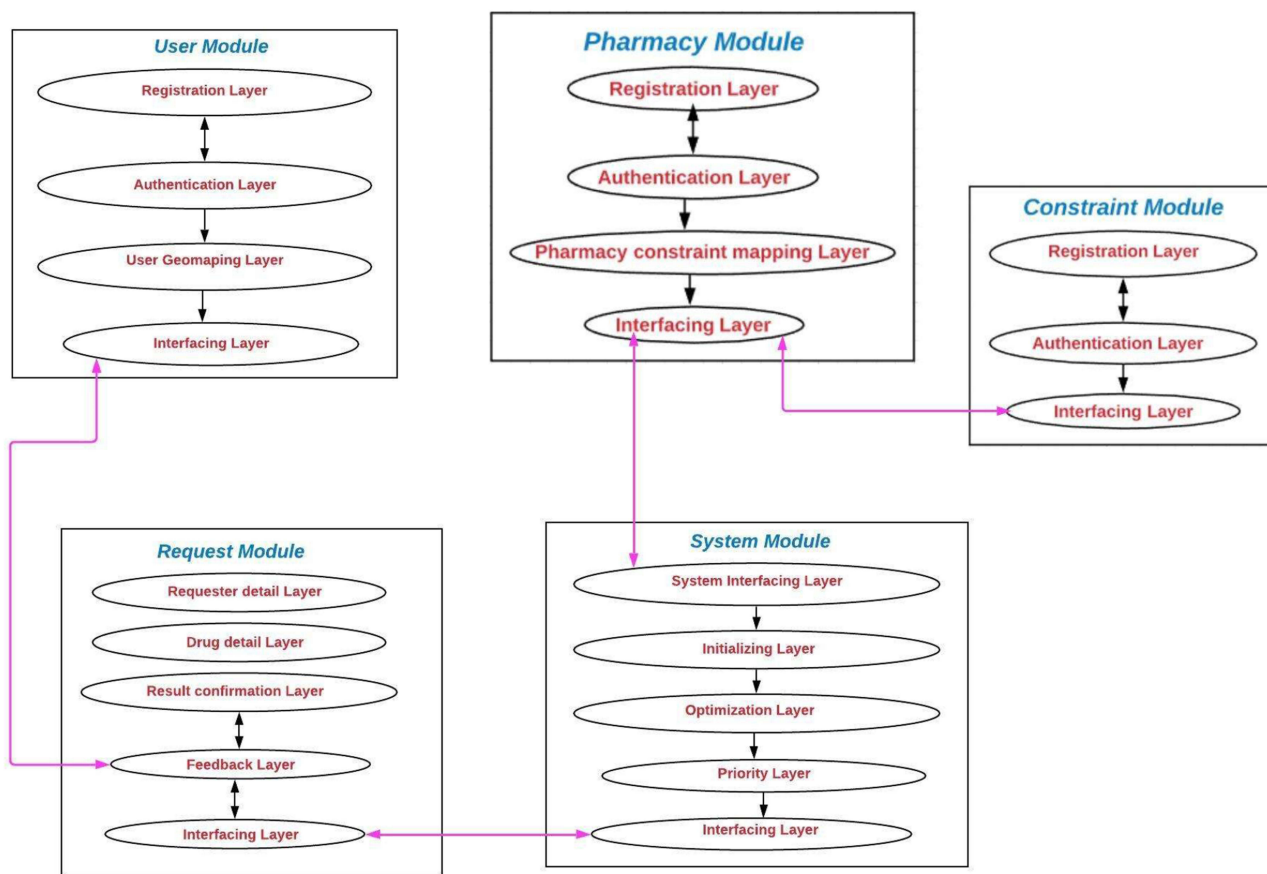 User Module
Registration Layer
Authentication Layer
User Geomaping Layer
Interfacing Layer
Pharmacy Module
Registration Layer
Authentication Layer
Pharmacy constraint mapping Layer
Interfacing Layer
Constraint Module
Registration Layer
Authentication Layer
Interfacing Layer
Request Module
Requester detail Layer
Drug detail Layer
Result confirmation Layer
Feedback Layer
Interfacing Layer
System Module
System Interfacing Layer
Initializing Layer
Optimization Layer
Priority Layer
Interfacing Layer